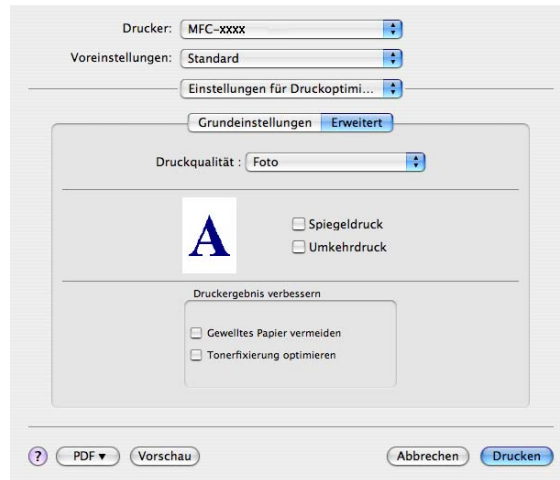 Drucker: MFC-xxxx
Voreinstellungen: Standard
Einstellungen für Druckoptimi...
Grundeinstellungen Erweitert
Druckqualität : Foto
A
Spiegeldruck
Umkehrdruck
Druckergebnis verbessern
Gewelltes Papier vermeiden
Tonerfixierung optimieren
? PDF ▼ Vorschau Abbrechen Drucken